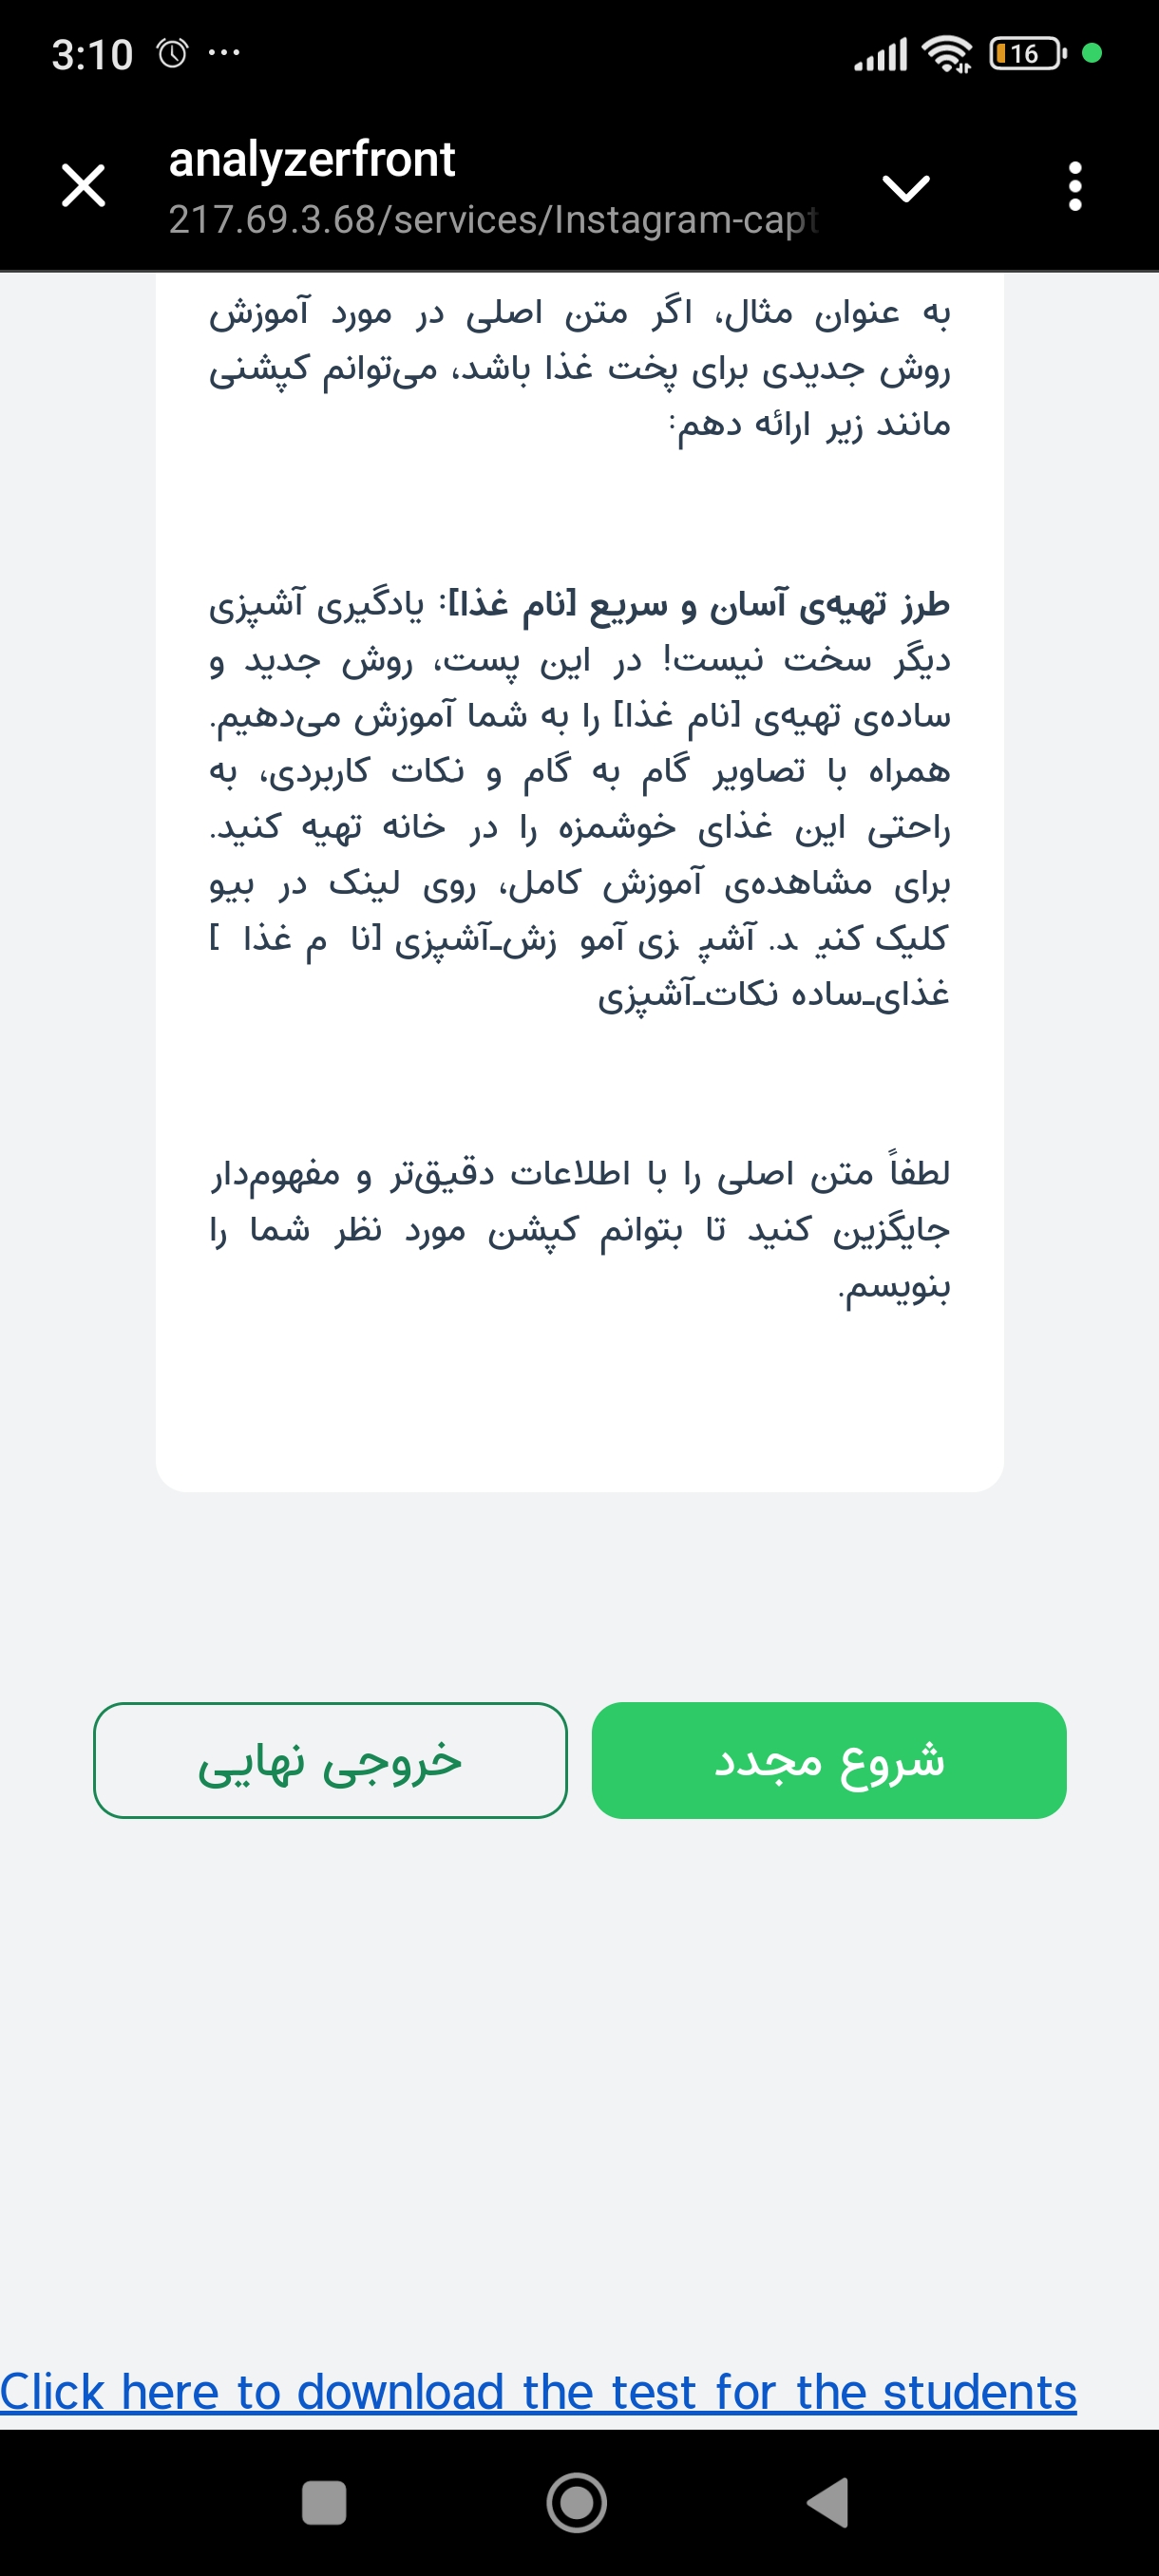 3:10
16
analyzerfront
217.69.3.68/services/Instagram-capt
به عنوان مثال، اگر متن اصلی در مورد آموزش
روش جدیدی برای پخت غذا باشد، می‌توانم کپشنی
مانند زیر ارائه دهم:
طرز تهیه‌ی آسان و سریع [نام غذا]: یادگیری آشپزی
دیگر سخت نیست! در این پست، روش جدید و
ساده‌ی تهیه‌ی [نام غذا] را به شما آموزش می‌دهیم.
همراه با تصاویر گام به گام و نکات کاربردی، به
راحتی این غذای خوشمزه را در خانه تهیه کنید.
برای مشاهده‌ی آموزش کامل، روی لینک در بیو
کلیک کنید. آشپزی آموزش_آشپزی [نام غذا]
غذای_ساده نکات_آشپزی
لطفاً متن اصلی را با اطلاعات دقیق‌تر و مفهوم‌دار
جایگزین کنید تا بتوانم کپشن مورد نظر شما را
بنویسم.
شروع مجدد
خروجی نهایی
Click here to download the test for the students